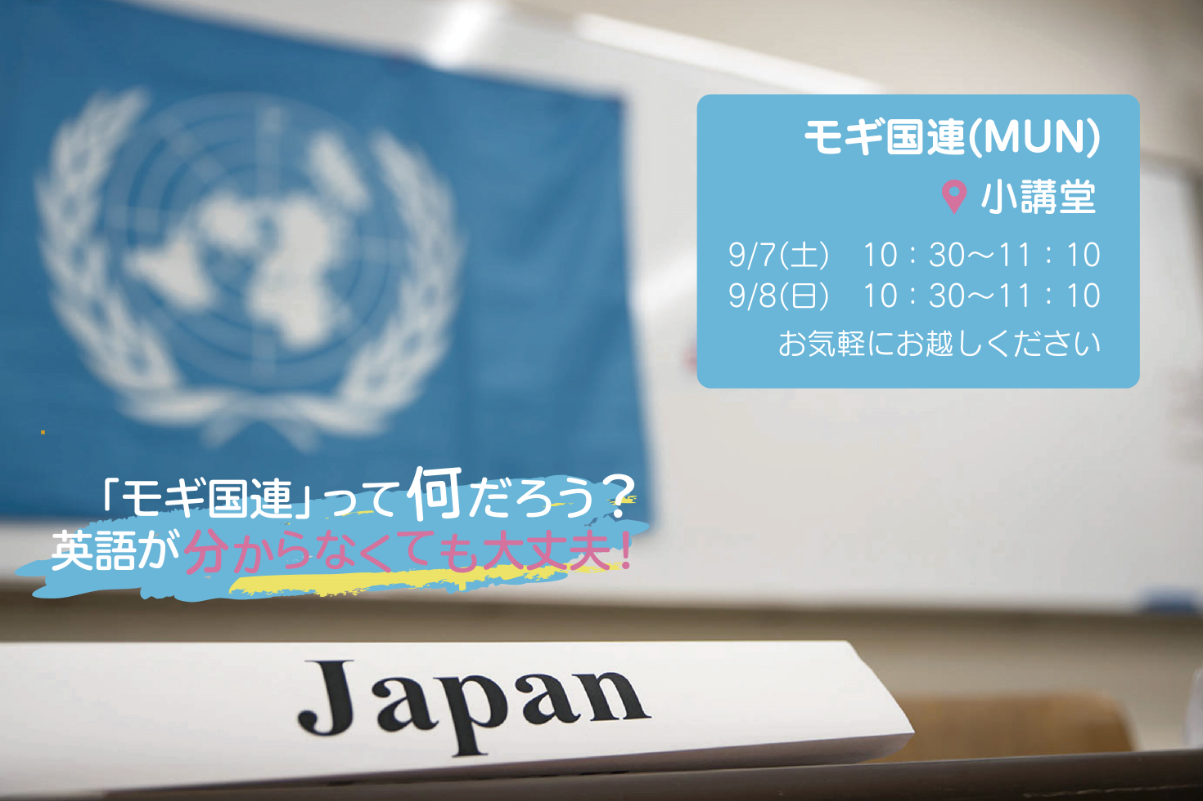 モギ国連(MUN)
小講堂
9/7(土) 10：30～11：10
9/8(日) 10：30～11：10
お気軽にお越しください
「モギ国連」って何だろう？
英語が分からなくても大丈夫！
Japan